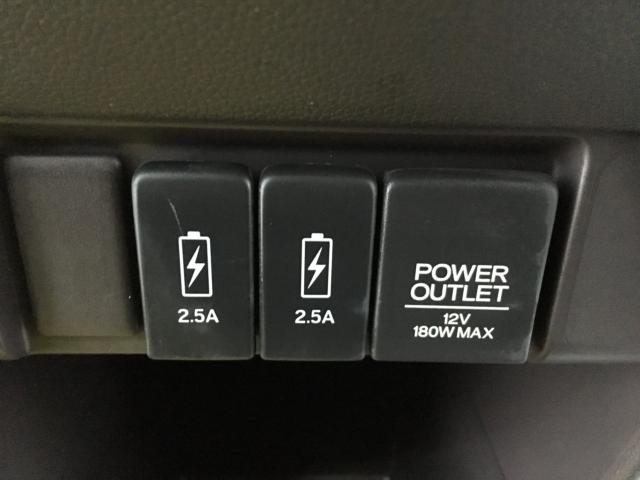 2.5A
2.5A
POWER
OUTLET
12V
180W MAX